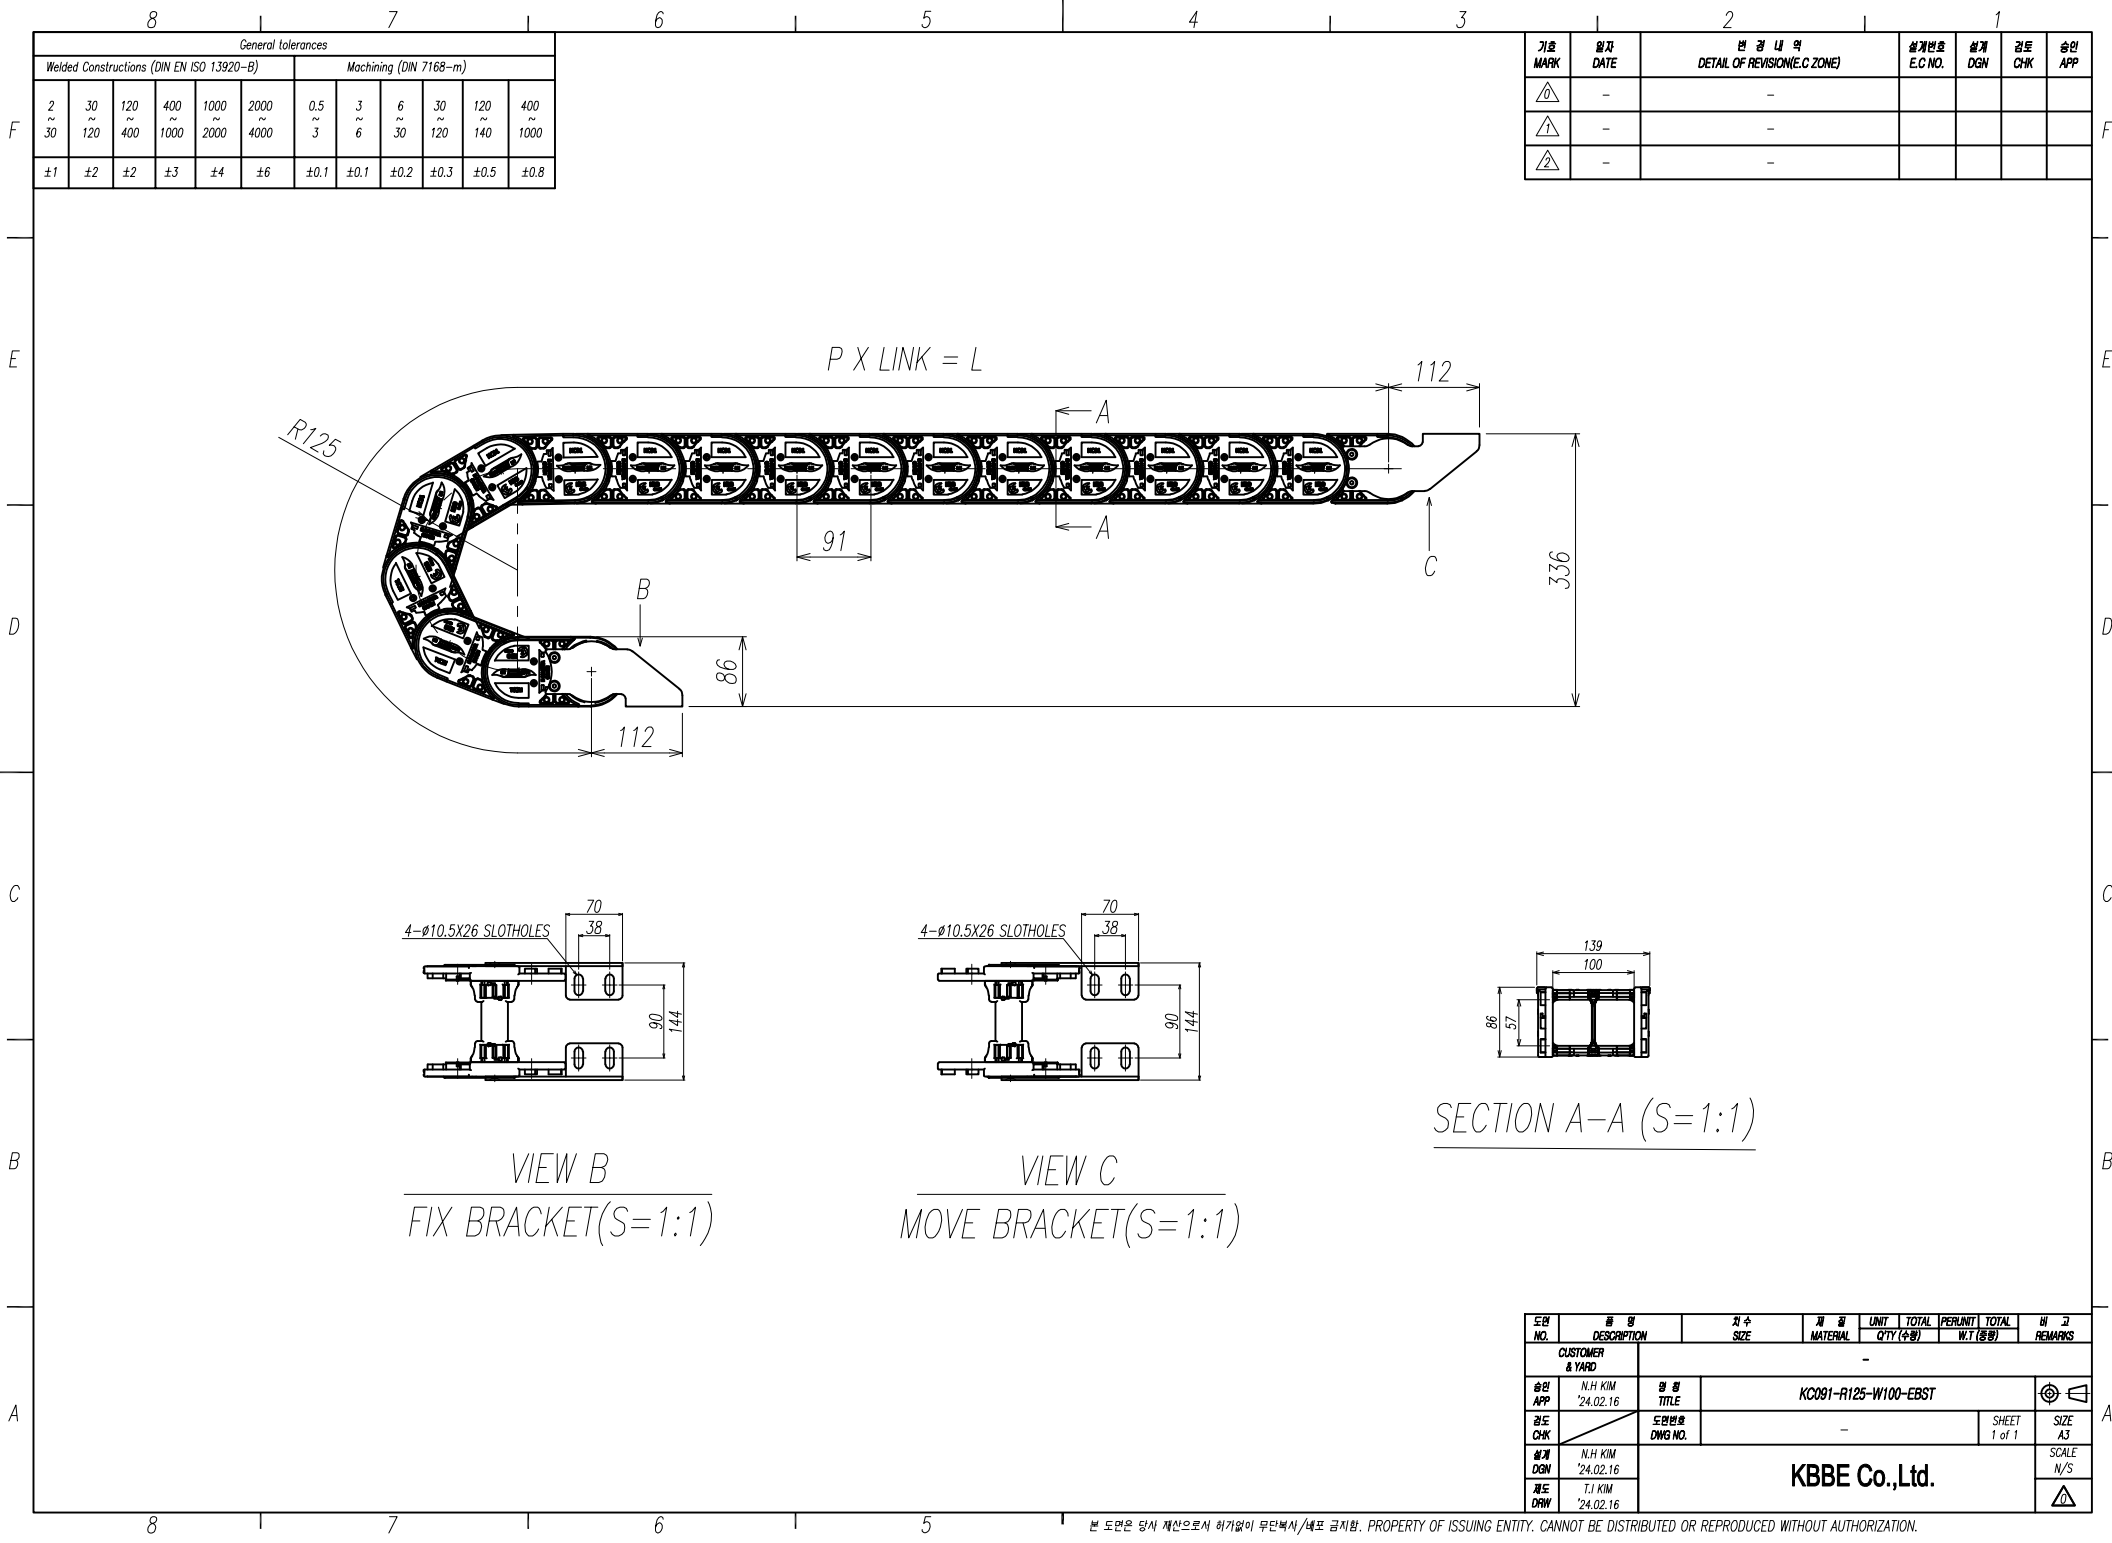 8 7 6 5 4 3 2 1
General tolerances
Welded Constructions (DIN EN ISO 13920-B) Machining (DIN 7168-m)
2 ~ 30 30 ~ 120 120 ~ 400 400 ~ 1000 1000 ~ 2000 2000 ~ 4000 0.5 ~ 3 3 ~ 6 6 ~ 30 30 ~ 120 120 ~ 140 400 ~ 1000
±1 ±2 ±2 ±3 ±4 ±6 ±0.1 ±0.1 ±0.2 ±0.3 ±0.5 ±0.8
기호 일자 변 경 내 역 설계번호 설계 검토 승인
MARK DATE DETAIL OF REVISION(E.C ZONE) E.C NO. DGN CHK APP
0 - -
1 - -
2 - -
F F
E E
D D
C C
B B
A A
P X LINK = L
112
R125
A
A
91
C
336
B
86
112
70
38
4-ø10.5X26 SLOTHOLES
90
144
VIEW B
FIX BRACKET(S=1:1)
70
38
4-ø10.5X26 SLOTHOLES
90
144
VIEW C
MOVE BRACKET(S=1:1)
139
100
86
57
SECTION A-A (S=1:1)
도면 품 명 치 수 재 질 UNIT TOTAL PERUNIT TOTAL 비 고
NO. DESCRIPTION SIZE MATERIAL Q'TY (수량) W.T (중량) REMARKS
CUSTOMER
& YARD
-
승인 N.H KIM 명 칭
APP '24.02.16 TITLE
KC091-R125-W100-EBST
검도 도면번호 SHEET SIZE
CHK DWG NO. - 1 of 1 A3
설계 N.H KIM SCALE
DGN '24.02.16 N/S
KBBE Co.,Ltd.
제도 T.I KIM
DRW '24.02.16
0
8 7 6 5
본 도면은 당사 재산으로서 허가없이 무단복사/배포 금지함. PROPERTY OF ISSUING ENTITY. CANNOT BE DISTRIBUTED OR REPRODUCED WITHOUT AUTHORIZATION.